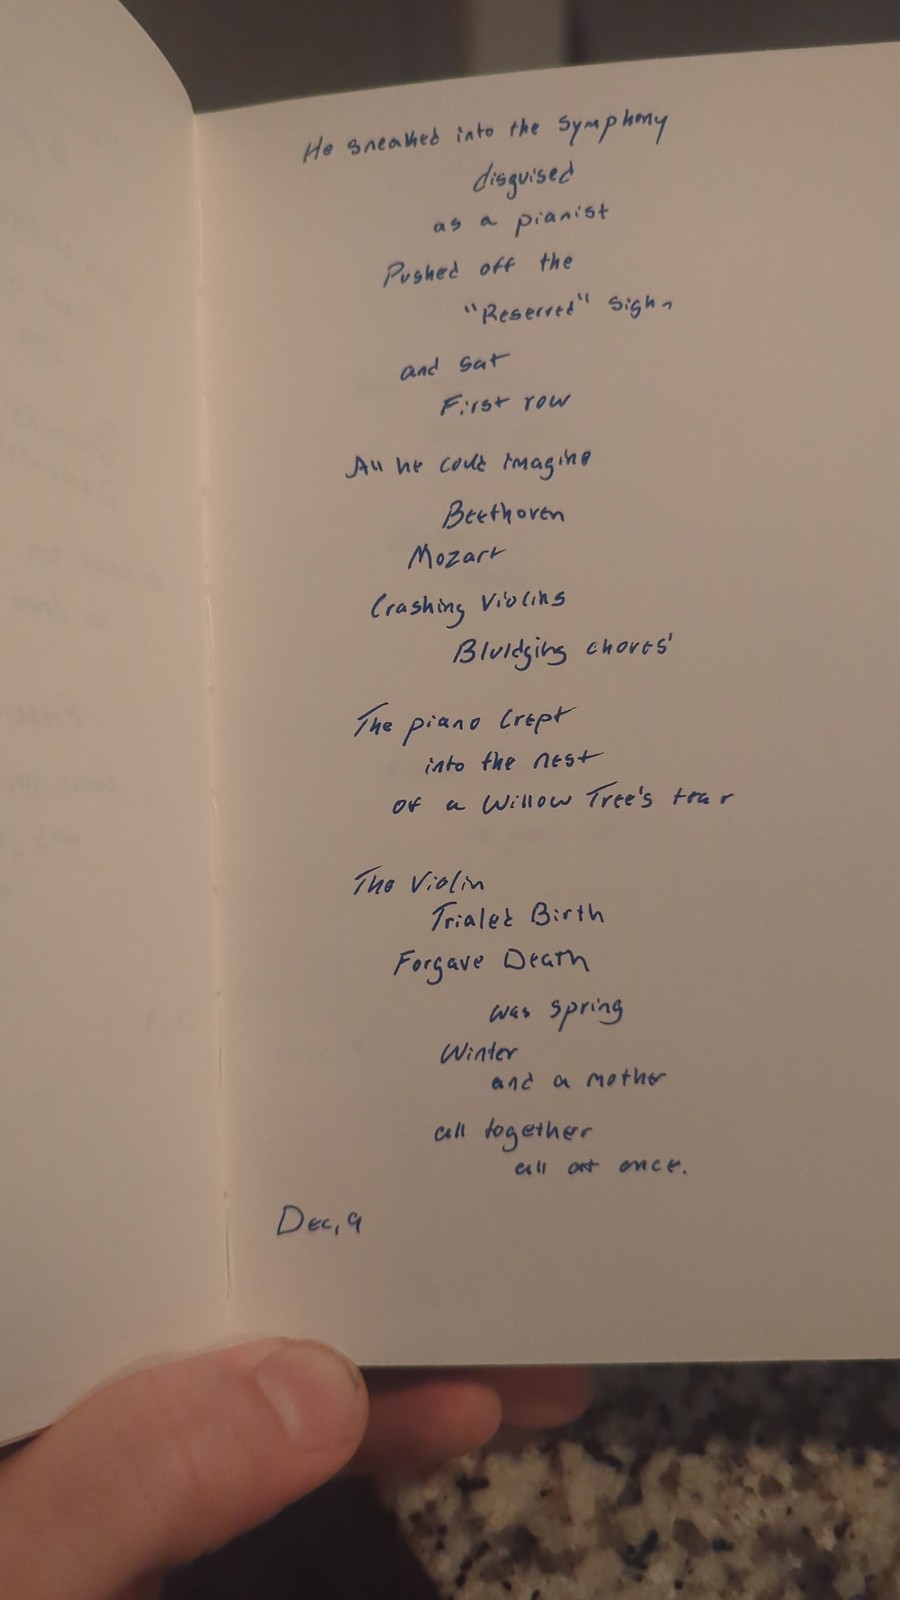 He sneaked into the symphony
disguised
as a pianist
Pushed off the
"Reserred" sign
and sat
First row
All he could imagine
Beethoven
Mozart
Crashing Violins
Bluldging chores'
The piano crept
into the nest
of a Willow Tree's tear
The Violin
Trialed Birth
Forgave Death
was spring
Winter
and a mother
all together
all at once.
Dec, 9